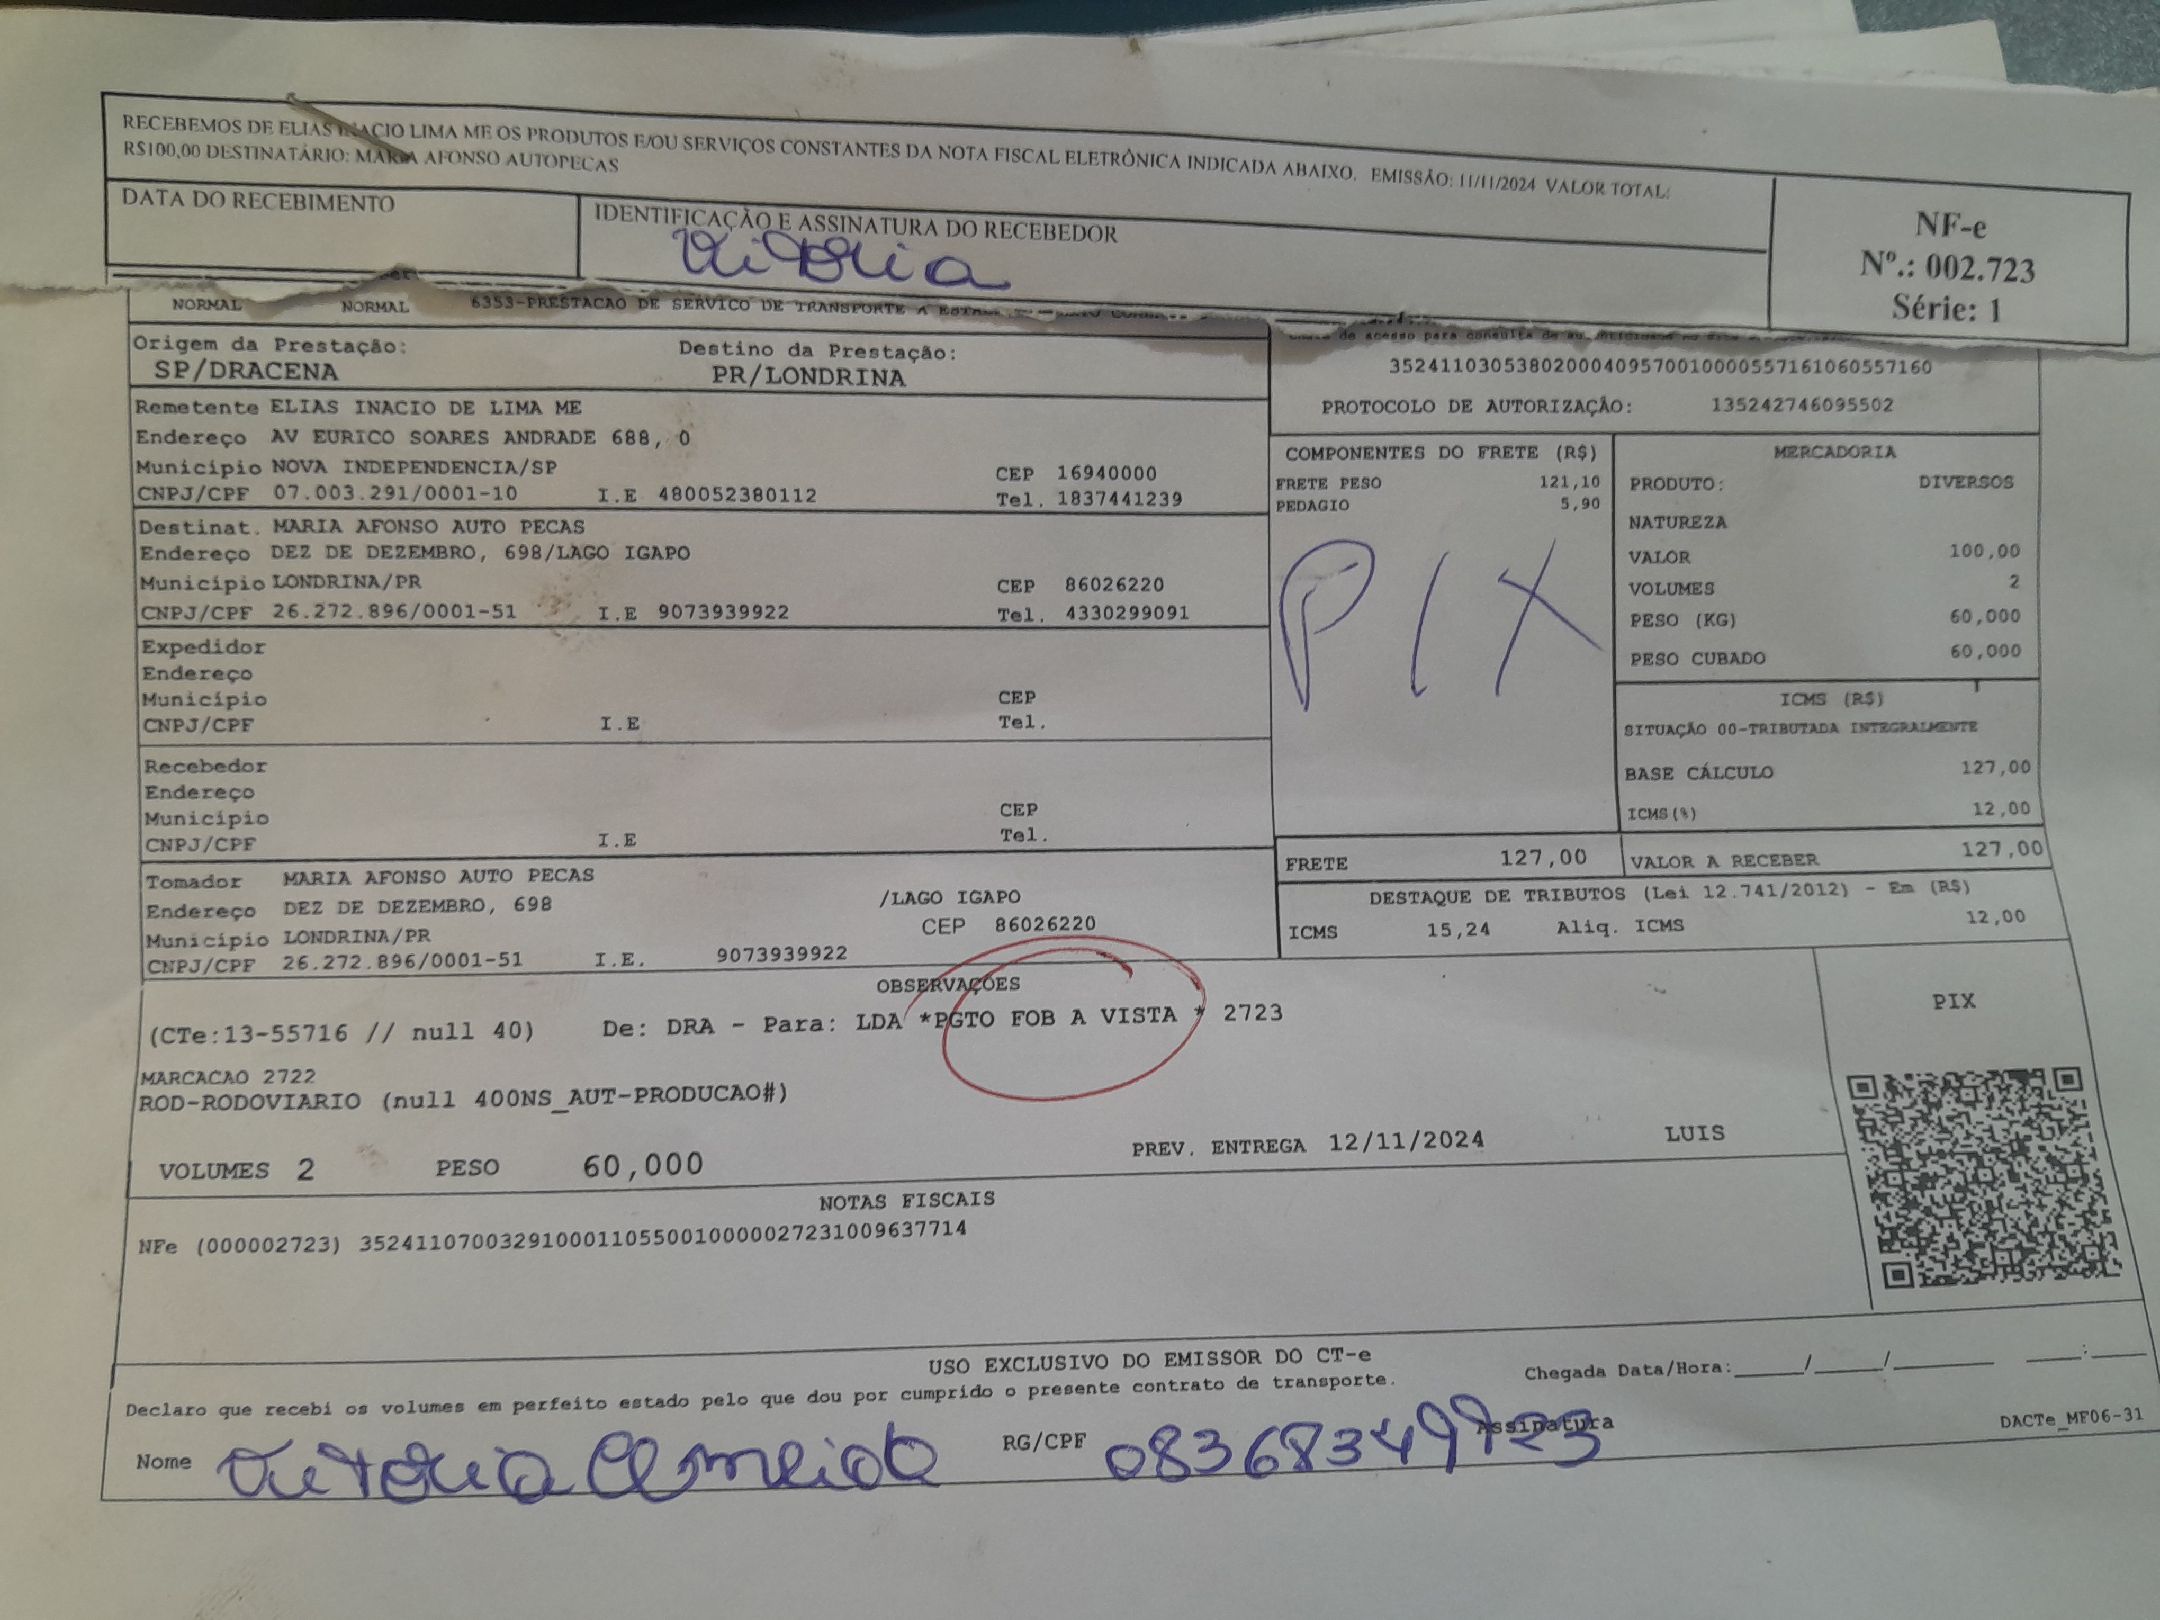 RECEBEMOS DE ELIAS INACIO LIMA ME OS PRODUTOS E/OU SERVIÇOS CONSTANTES DA NOTA FISCAL ELETRÔNICA INDICADA ABAIXO. EMISSÃO: 11/11/2024 VALOR TOTAL:
R$100,00 DESTINATÁRIO: MARIA AFONSO AUTOPECAS
DATA DO RECEBIMENTO
IDENTIFICAÇÃO E ASSINATURA DO RECEBEDOR
Vitoria
NF-e
Nº.: 002.723
Série: 1
NORMAL NORMAL 6353-PRESTACAO DE SERVICO DE TRANSPORTE A
de acesso para consulta de
Origem da Prestação: Destino da Prestação:
SP/DRACENA PR/LONDRINA
35241103053802000409570010000557161060557160
PROTOCOLO DE AUTORIZAÇÃO: 135242746095502
Remetente ELIAS INACIO DE LIMA ME
Endereço AV EURICO SOARES ANDRADE 688, 0
Município NOVA INDEPENDENCIA/SP CEP 16940000
CNPJ/CPF 07.003.291/0001-10 I.E 480052380112 Tel. 1837441239
Destinat. MARIA AFONSO AUTO PECAS
Endereço DEZ DE DEZEMBRO, 698/LAGO IGAPO
Município LONDRINA/PR CEP 86026220
CNPJ/CPF 26.272.896/0001-51 I.E 9073939922 Tel. 4330299091
Expedidor
Endereço
Município CEP
CNPJ/CPF I.E Tel.
Recebedor
Endereço
Município CEP
CNPJ/CPF I.E Tel.
Tomador MARIA AFONSO AUTO PECAS
Endereço DEZ DE DEZEMBRO, 698 /LAGO IGAPO
Município LONDRINA/PR CEP 86026220
CNPJ/CPF 26.272.896/0001-51 I.E. 9073939922
COMPONENTES DO FRETE (R$)
FRETE PESO 121,10
PEDAGIO 5,90
PIX
MERCADORIA
PRODUTO: DIVERSOS
NATUREZA
VALOR 100,00
VOLUMES 2
PESO (KG) 60,000
PESO CUBADO 60,000
ICMS (R$)
SITUAÇÃO 00-TRIBUTADA INTEGRALMENTE
BASE CÁLCULO 127,00
ICMS(%) 12,00
FRETE 127,00 VALOR A RECEBER 127,00
DESTAQUE DE TRIBUTOS (Lei 12.741/2012) - Em (R$)
ICMS 15,24 Aliq. ICMS 12,00
OBSERVAÇÕES
(CTe:13-55716 // null 40) De: DRA - Para: LDA *PGTO FOB A VISTA * 2723
MARCACAO 2722
ROD-RODOVIARIO (null 400NS_AUT-PRODUCAO#)
VOLUMES 2 PESO 60,000 PREV. ENTREGA 12/11/2024 LUIS
PIX
NOTAS FISCAIS
NFe (000002723) 35241107003291000110550010000027231009637714
USO EXCLUSIVO DO EMISSOR DO CT-e
Declaro que recebi os volumes em perfeito estado pelo que dou por cumprido o presente contrato de transporte.
Chegada Data/Hora:_____/_____/________ ____:____
Nome Vitoria Almeida RG/CPF 08368349923 Assinatura
DACTe_MF06-31